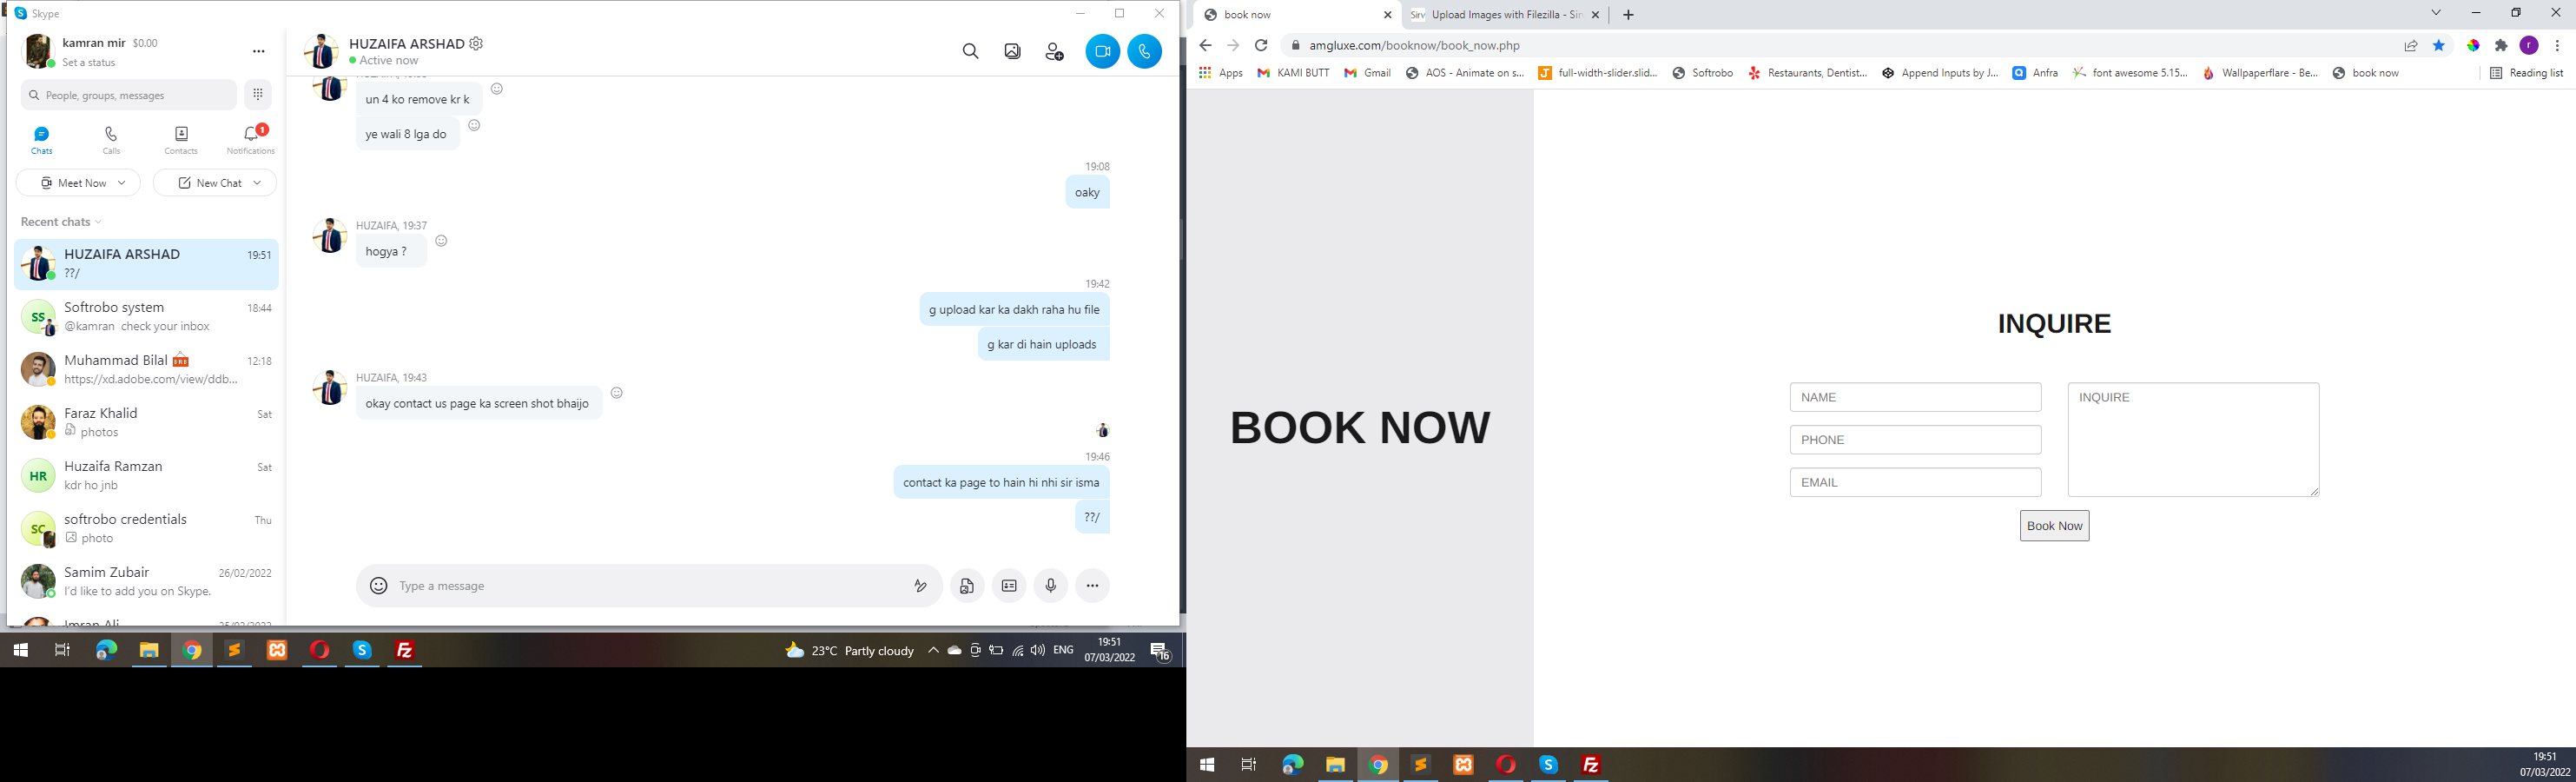 Skype
kamran mir $0.00
Set a status
People, groups, messages
Chats
Calls
Contacts
Notifications
1
Meet Now
New Chat
Recent chats
HUZAIFA ARSHAD 19:51
??/
SS
Softrobo system 18:44
@kamran check your inbox
Muhammad Bilal 12:18
https://xd.adobe.com/view/ddb...
Faraz Khalid Sat
photos
HR
Huzaifa Ramzan Sat
kdr ho jnb
SC
softrobo credentials Thu
photo
Samim Zubair 26/02/2022
I'd like to add you on Skype.
HUZAIFA ARSHAD
Active now
un 4 ko remove kr k
ye wali 8 lga do
19:08
oaky
HUZAIFA, 19:37
hogya ?
19:42
g upload kar ka dakh raha hu file
g kar di hain uploads
HUZAIFA, 19:43
okay contact us page ka screen shot bhaijo
19:46
contact ka page to hain hi nhi sir isma
??/
Type a message
23°C Partly cloudy
ENG
19:51
07/03/2022
16
book now
Sirv Upload Images with Filezilla - Sir
amgluxe.com/booknow/book_now.php
r
Apps
KAMI BUTT
Gmail
AOS - Animate on s...
full-width-slider.slid...
Softrobo
Restaurants, Dentist...
Append Inputs by J...
Anfra
font awesome 5.15...
Wallpaperflare - Be...
book now
Reading list
BOOK NOW
INQUIRE
NAME
PHONE
EMAIL
INQUIRE
Book Now
19:51
07/03/2022